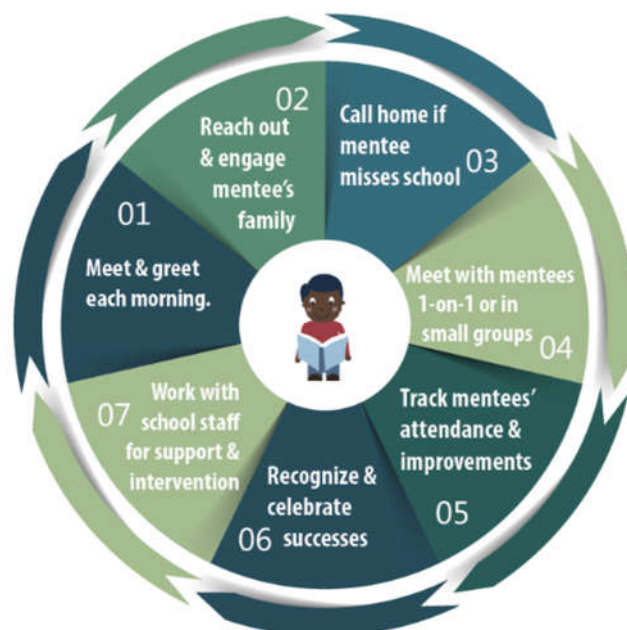 01
Meet & greet
each morning.
02
Reach out
& engage
mentee's
family
Call home if
mentee
misses school
03
Meet with mentees
1-on-1 or in
small groups
04
Track mentees'
attendance &
improvements
05
Recognize &
celebrate
successes
06
07
Work with
school staff
for support &
intervention